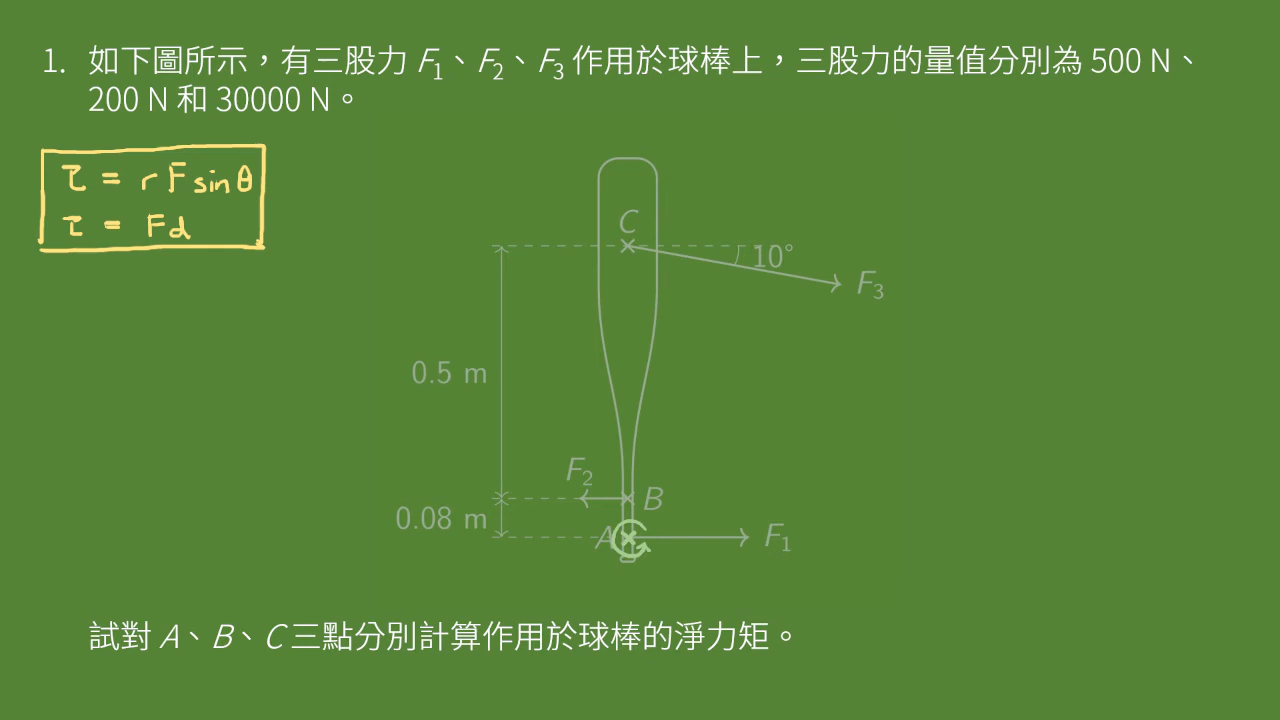 1. 如下圖所示，有三股力 F₁、F₂、F₃ 作用於球棒上，三股力的量值分別為 500 N、
200 N 和 30000 N。
τ = rFsinθ
τ = Fd
C
10°
F₃
0.5 m
F₂
B
0.08 m
A
F₁
試對 A、B、C 三點分別計算作用於球棒的淨力矩。